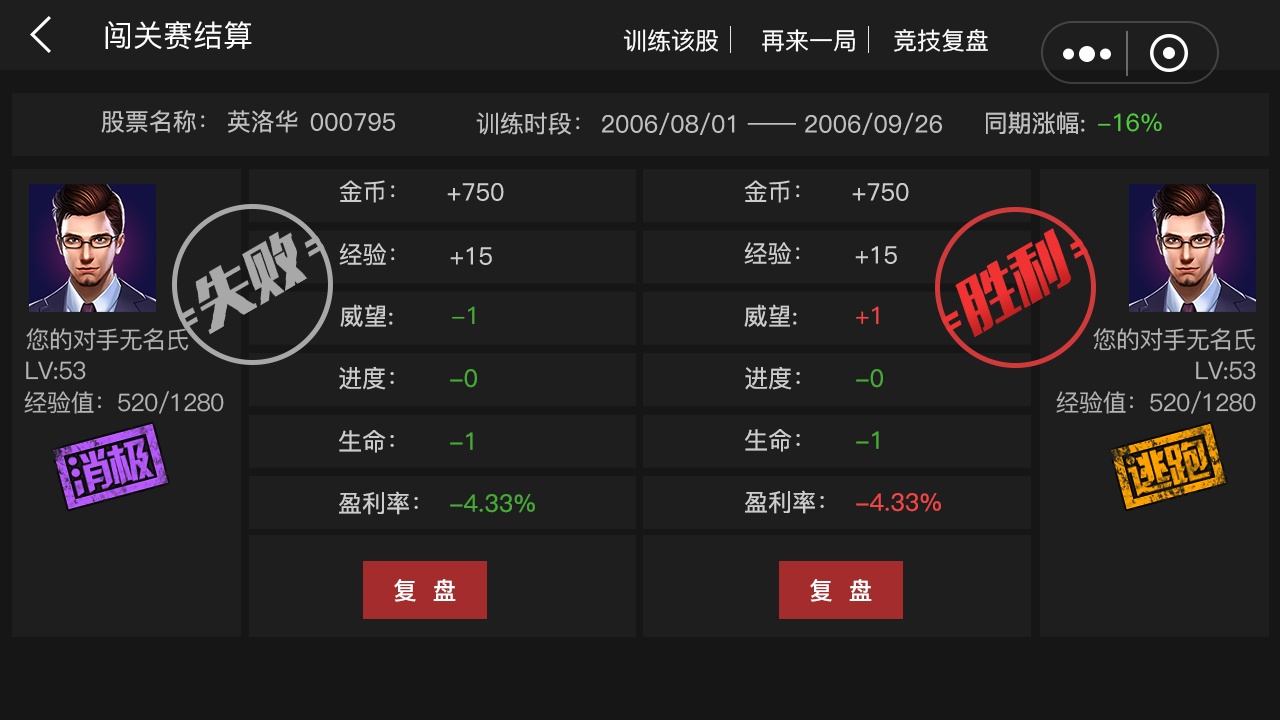 闯关赛结算
训练该股 再来一局 竞技复盘
股票名称： 英洛华 000795 训练时段： 2006/08/01 —— 2006/09/26 同期涨幅: -16%
失败
您的对手无名氏
LV:53
经验值：520/1280
消极
金币： +750
经验： +15
威望: -1
进度： -0
生命： -1
盈利率： -4.33%
复 盘
金币： +750
经验： +15
威望: +1
进度： -0
生命： -1
盈利率： -4.33%
复 盘
胜利
您的对手无名氏
LV:53
经验值：520/1280
逃跑